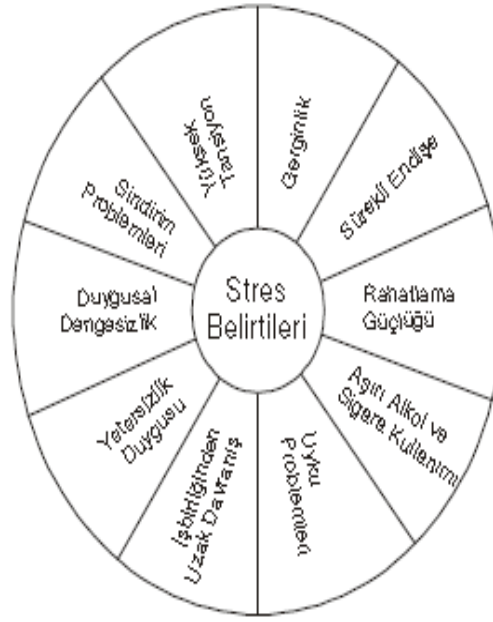 Stres
Belirtileri
Gerginlik
Sürekli Endişe
Rahatlama
Güçlüğü
Aşırı Alkol ve
Sigara Kullanımı
Uyku
Problemleri
İşbirliğinden
Uzak Davranış
Yetersizlik
Duygusu
Duygusal
Dengesizlik
Sindirim
Problemleri
Yüksek
Tansiyon